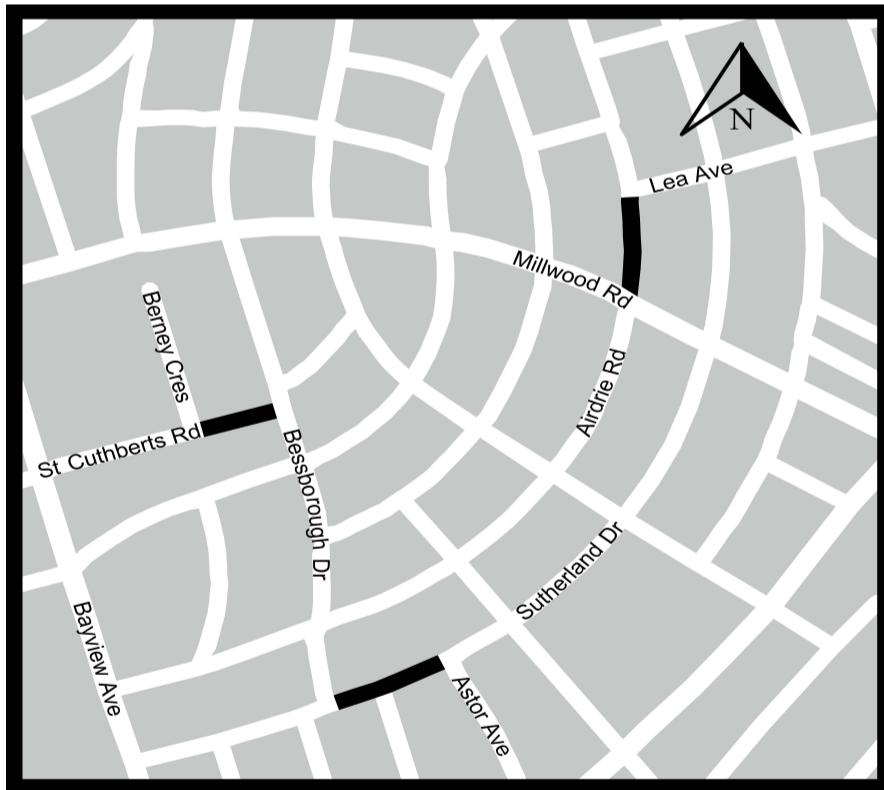 N
Lea Ave
Millwood Rd
Berney Cres
Airdrie Rd
St Cuthberts Rd
Bessborough Dr
Sutherland Dr
Bayview Ave
Astor Ave